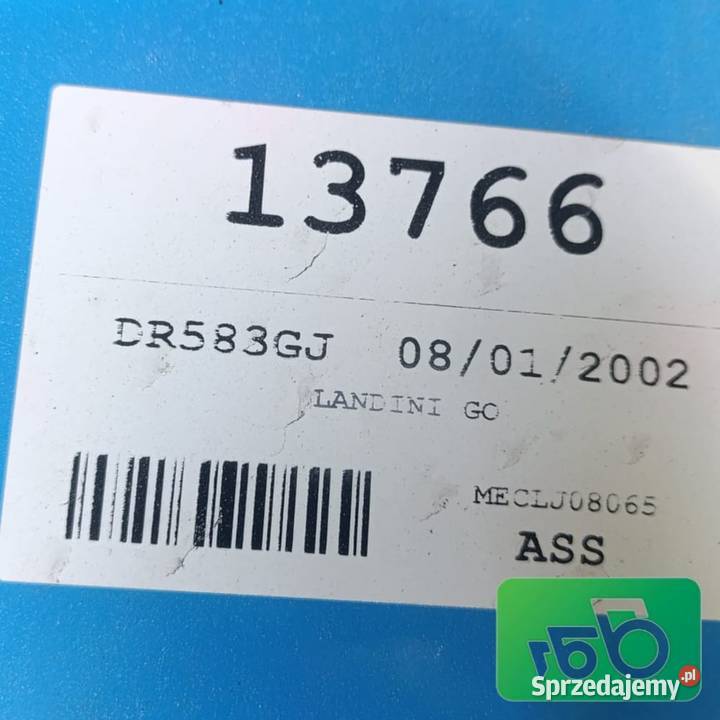 13766
DR583GJ 08/01/2002
LANDINI GO
MECLJ08065
ASS
Sprzedajemy.pl